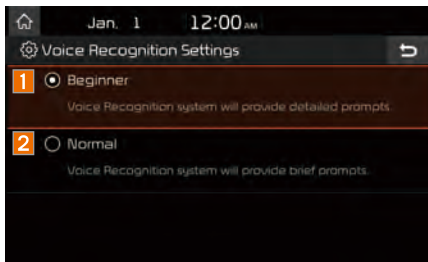 Jan. 1 12:00 AM
Voice Recognition Settings
1 Beginner
Voice Recognition system will provide detailed prompts.
2 Normal
Voice Recognition system will provide brief prompts.